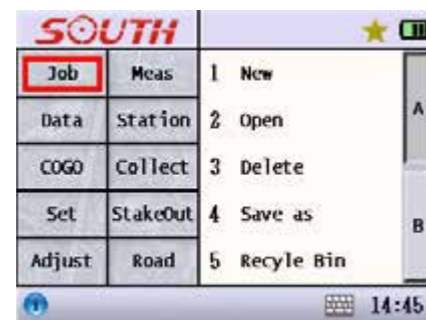 SOUTH
Job Meas 1 New
Data Station 2 Open A
COGO Collect 3 Delete
Set StakeOut 4 Save as B
Adjust Road 5 Recyle Bin
14:45